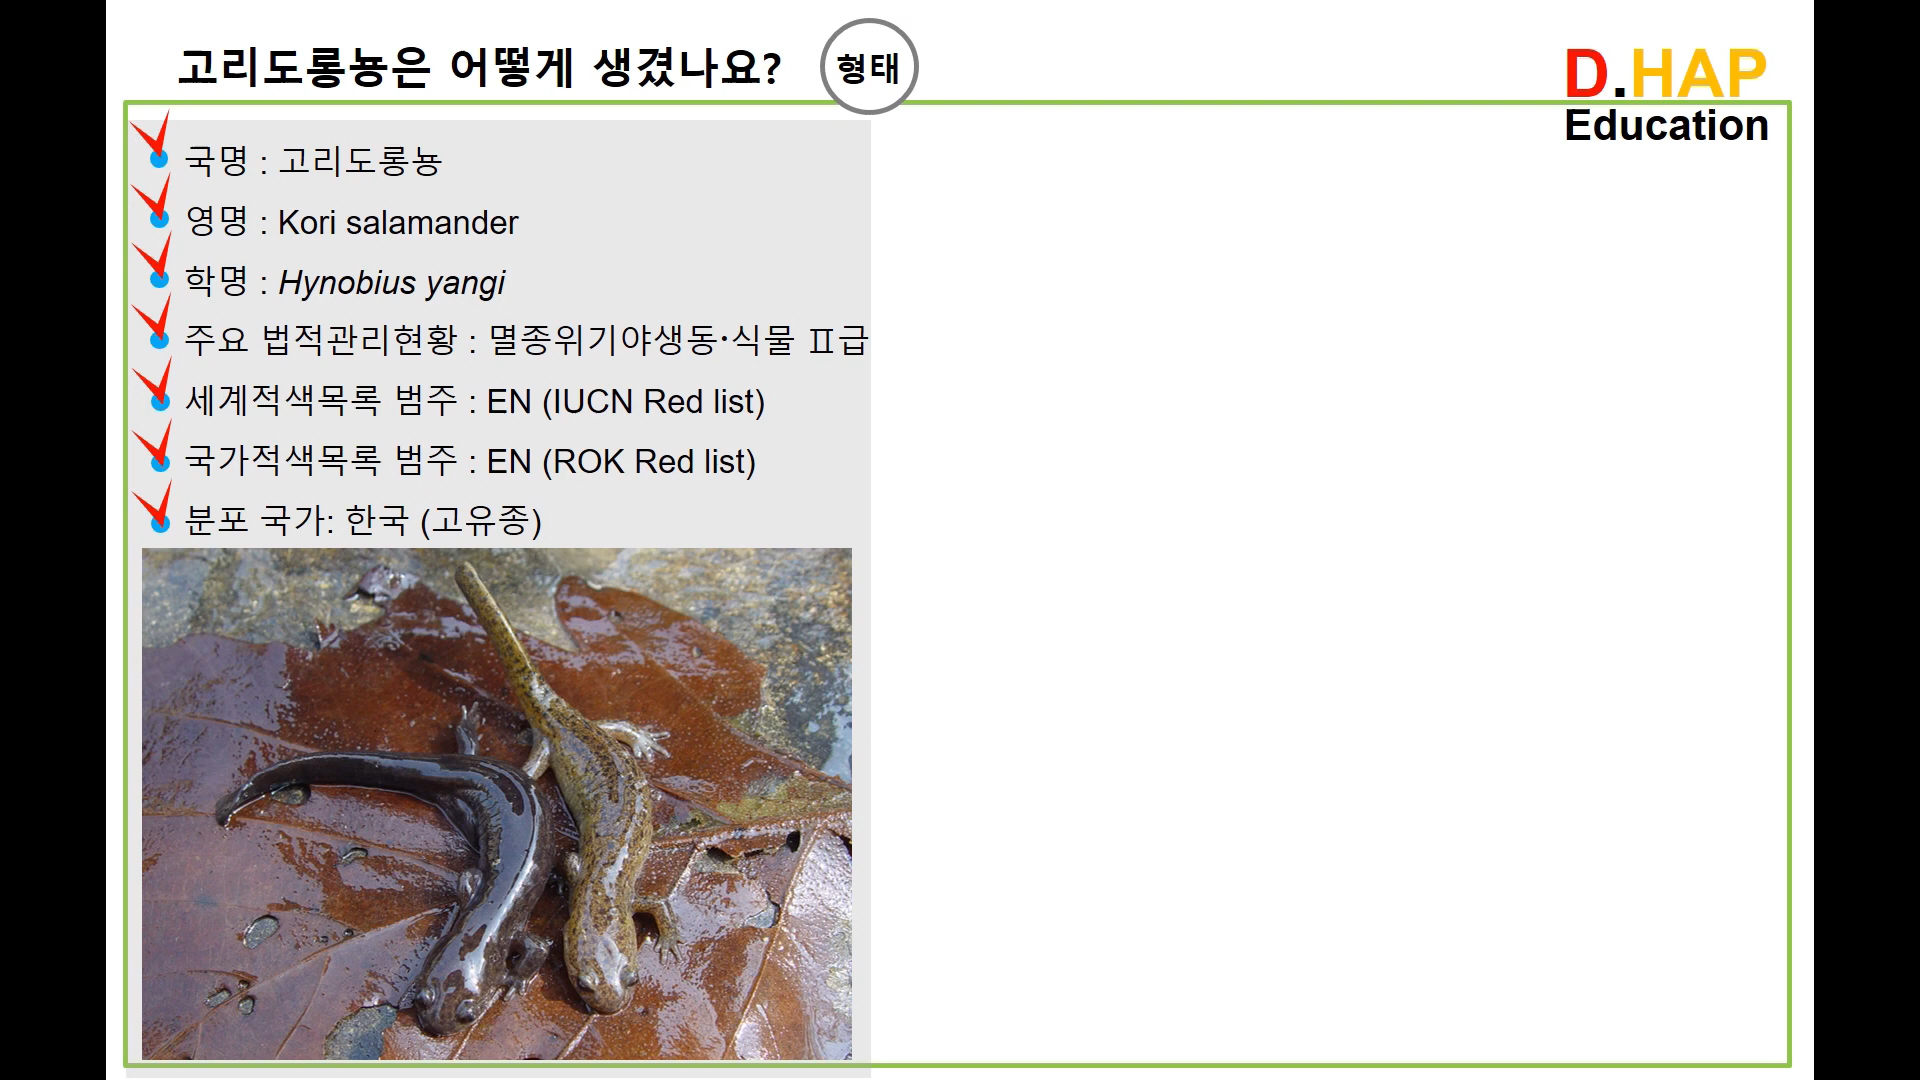 고리도롱뇽은 어떻게 생겼나요?
형태
D.HAP
Education
국명 : 고리도롱뇽
영명 : Kori salamander
학명 : Hynobius yangi
주요 법적관리현황 : 멸종위기야생동·식물 Ⅱ급
세계적색목록 범주 : EN (IUCN Red list)
국가적색목록 범주 : EN (ROK Red list)
분포 국가: 한국 (고유종)